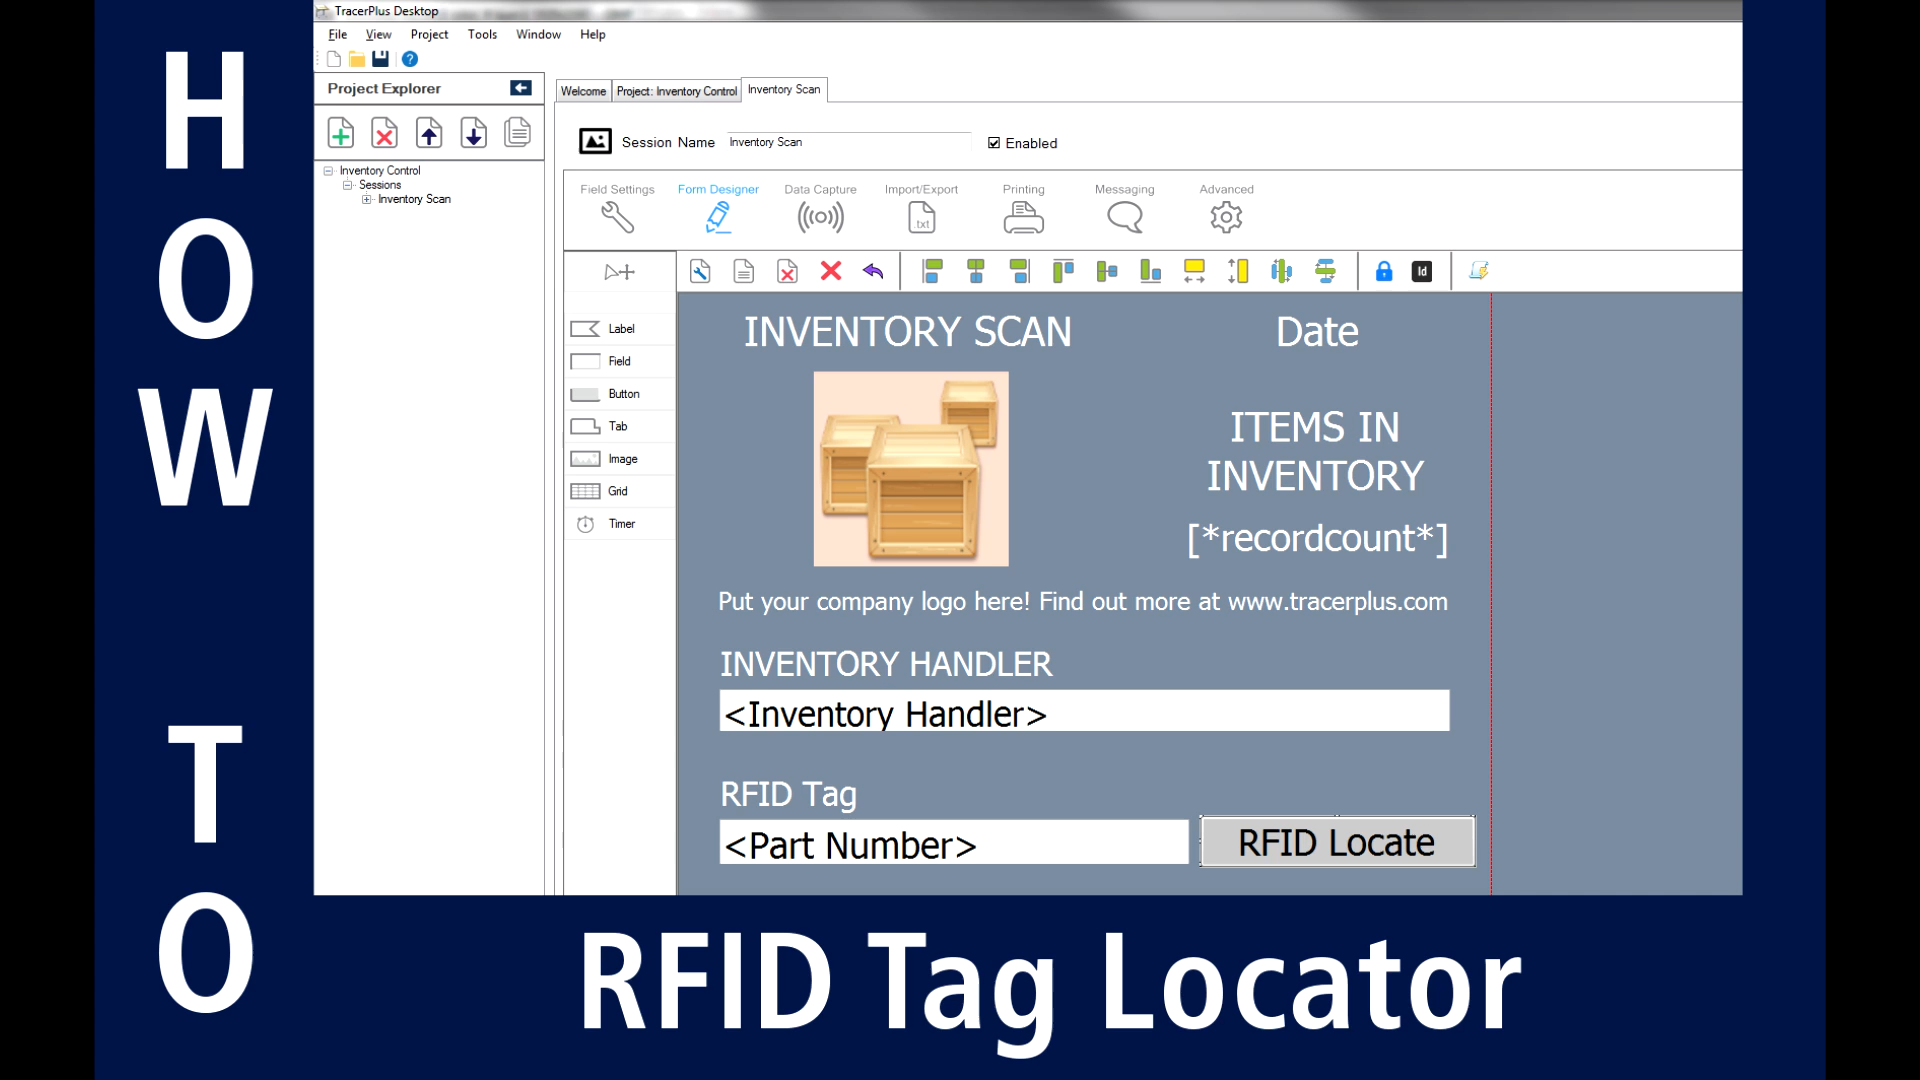 HOW TO
TracerPlus Desktop
File View Project Tools Window Help
Project Explorer
Welcome Project: Inventory Control Inventory Scan
Inventory Control
Sessions
Inventory Scan
Session Name Inventory Scan Enabled
Field Settings Form Designer Data Capture Import/Export Printing Messaging Advanced
.txt
Id
Label
Field
Button
Tab
Image
Grid
Timer
INVENTORY SCAN Date
ITEMS IN
INVENTORY
[*recordcount*]
Put your company logo here! Find out more at www.tracerplus.com
INVENTORY HANDLER
<Inventory Handler>
RFID Tag
<Part Number> RFID Locate
RFID Tag Locator